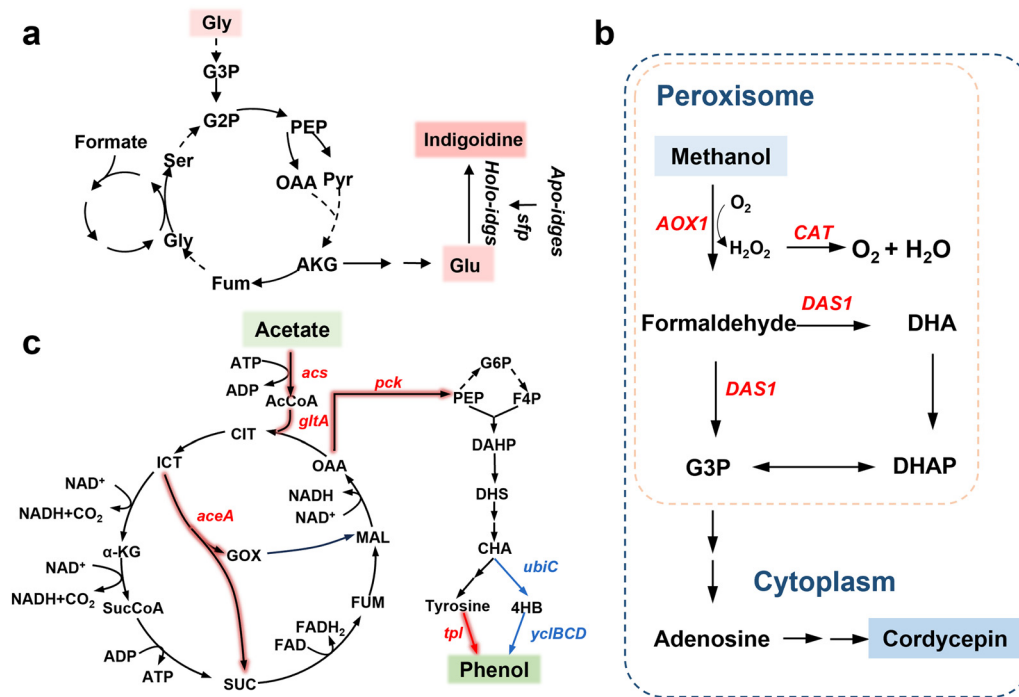 a
Gly
G3P
G2P
PEP
Formate
Ser
OAA
Pyr
Gly
Fum
AKG
Glu
Indigoidine
Holo-idgs
sfp
Apo-idges
b
Peroxisome
Methanol
AOX1
O₂
H₂O₂
CAT
O₂ + H₂O
Formaldehyde
DAS1
DHA
DAS1
G3P
DHAP
Cytoplasm
Adenosine
Cordycepin
c
Acetate
ATP
ADP
acs
AcCoA
gltA
CIT
ICT
OAA
pck
NAD⁺
NADH+CO₂
NADH
NAD⁺
aceA
GOX
MAL
α-KG
NAD⁺
NADH+CO₂
SucCoA
FUM
FADH₂
FAD
ADP
ATP
SUC
G6P
PEP
F4P
DAHP
DHS
CHA
ubiC
Tyrosine
4HB
tpl
yclBCD
Phenol